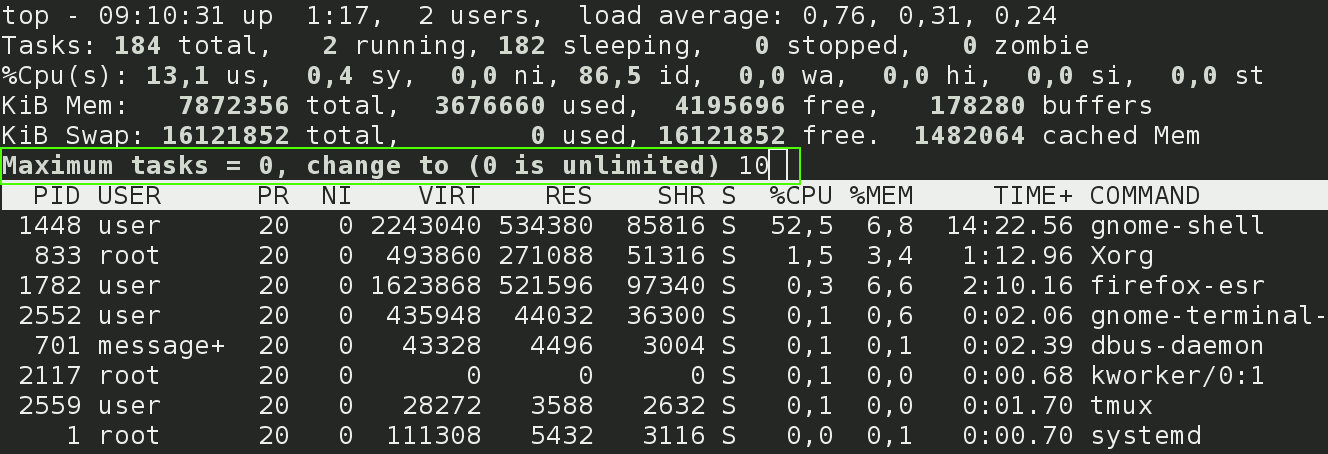 top - 09:10:31 up  1:17,  2 users,  load average: 0,76, 0,31, 0,24
Tasks: 184 total,   2 running, 182 sleeping,   0 stopped,   0 zombie
%Cpu(s): 13,1 us,  0,4 sy,  0,0 ni, 86,5 id,  0,0 wa,  0,0 hi,  0,0 si,  0,0 st
KiB Mem:   7872356 total,  3676660 used,  4195696 free,   178280 buffers
KiB Swap: 16121852 total,        0 used, 16121852 free.  1482064 cached Mem
Maximum tasks = 0, change to (0 is unlimited) 10
  PID USER      PR  NI    VIRT    RES    SHR S  %CPU %MEM     TIME+ COMMAND
 1448 user      20   0 2243040 534380  85816 S  52,5  6,8  14:22.56 gnome-shell
  833 root      20   0  493860 271088  51316 S   1,5  3,4   1:12.96 Xorg
 1782 user      20   0 1623868 521596  97340 S   0,3  6,6   2:10.16 firefox-esr
 2552 user      20   0  435948  44032  36300 S   0,1  0,6   0:02.06 gnome-terminal-
  701 message+  20   0   43328   4496   3004 S   0,1  0,1   0:02.39 dbus-daemon
 2117 root      20   0       0      0      0 S   0,1  0,0   0:00.68 kworker/0:1
 2559 user      20   0   28272   3588   2632 S   0,1  0,0   0:01.70 tmux
    1 root      20   0  111308   5432   3116 S   0,0  0,1   0:00.70 systemd